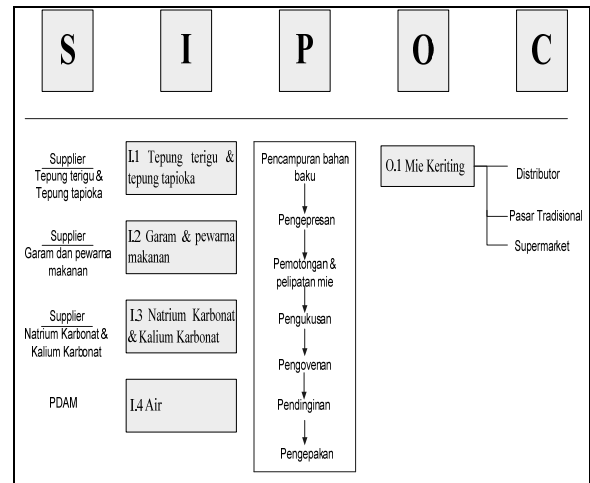 S I P O C
Supplier
Tepung terigu &
Tepung tapioka
Supplier
Garam dan pewarna
makanan
Supplier
Natrium Karbonat &
Kalium Karbonat
PDAM
I.1 Tepung terigu &
tepung tapioka
I.2 Garam & pewarna
makanan
I.3 Natrium Karbonat
& Kalium Karbonat
I.4 Air
Pencampuran bahan
baku
Pengepresan
Pemotongan &
pelipatan mie
Pengukusan
Pengovenan
Pendinginan
Pengepakan
O.1 Mie Keriting
Distributor
Pasar Tradisional
Supermarket